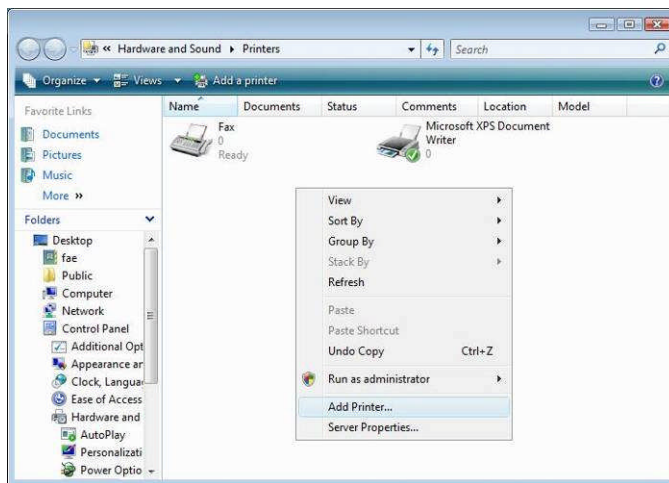 « Hardware and Sound ▸ Printers
Search
Organize Views Add a printer
Favorite Links
Documents
Pictures
Music
More »
Folders
Desktop
fae
Public
Computer
Network
Control Panel
Additional Opt
Appearance ar
Clock, Languag
Ease of Access
Hardware and
AutoPlay
Personalizati
Power Optio
Name Documents Status Comments Location Model
Fax
0
Ready
Microsoft XPS Document
Writer
0
View
Sort By
Group By
Stack By
Refresh
Paste
Paste Shortcut
Undo Copy Ctrl+Z
Run as administrator
Add Printer...
Server Properties...